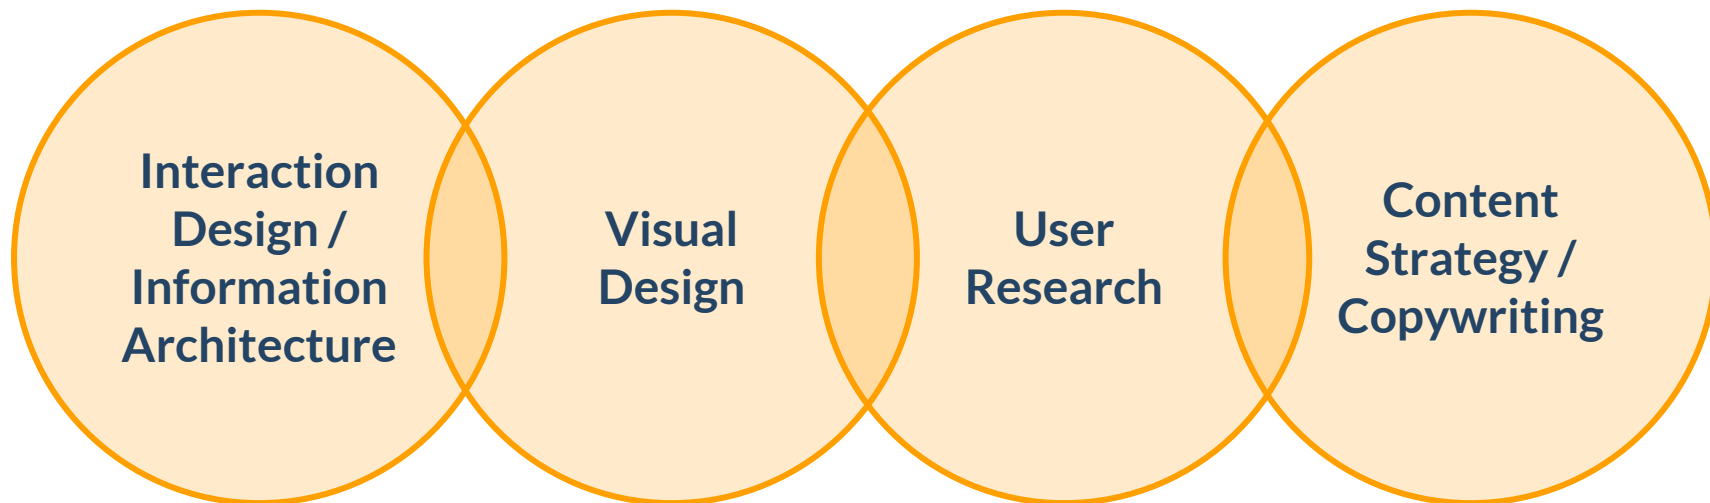 Interaction
Design /
Information
Architecture
Visual
Design
User
Research
Content
Strategy /
Copywriting